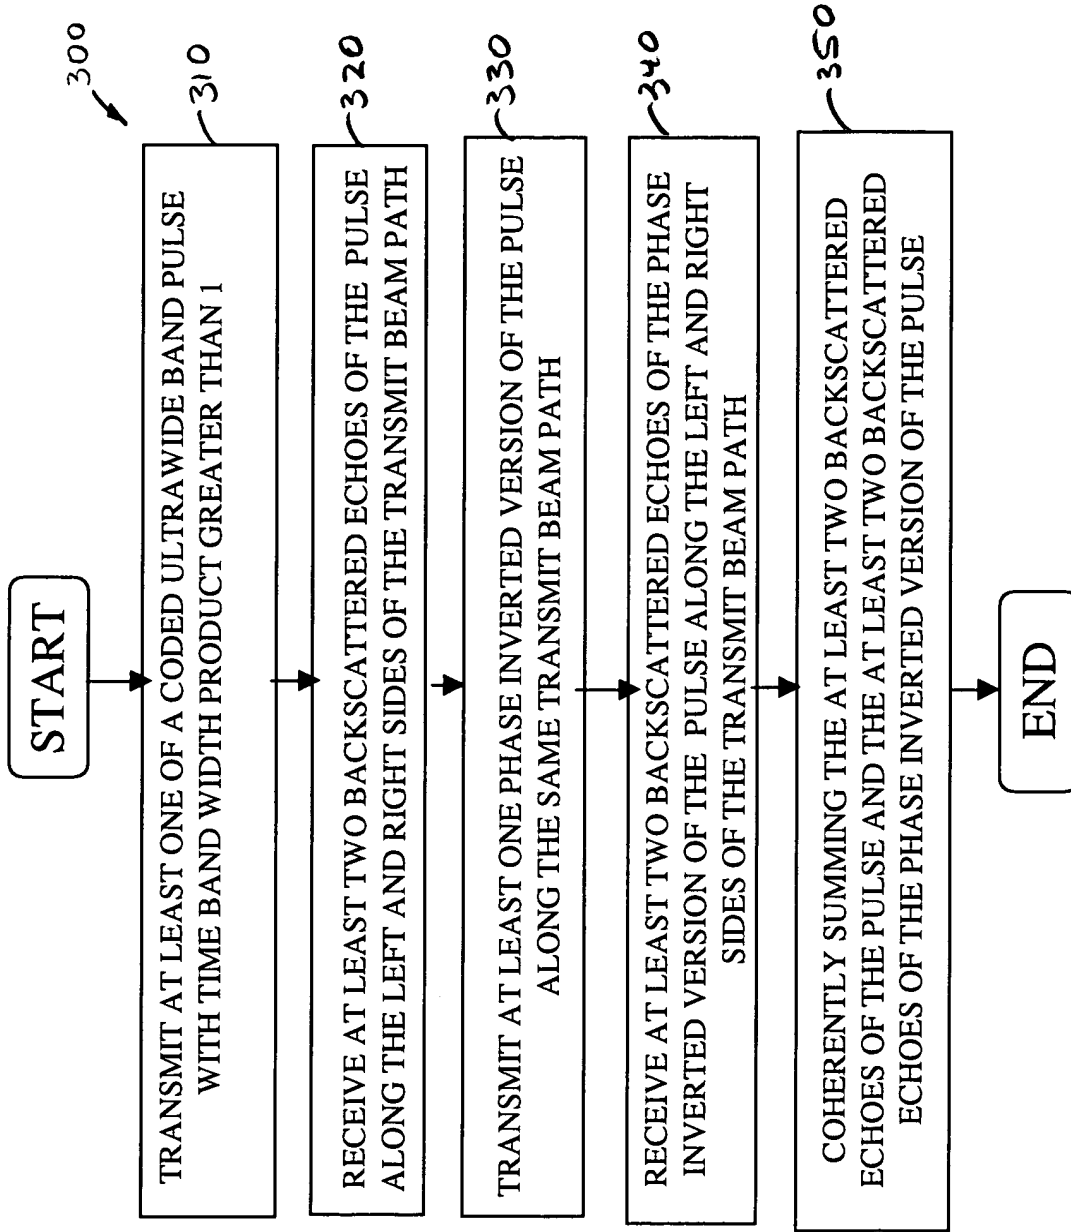 300
START
TRANSMIT AT LEAST ONE OF A CODED ULTRAWIDE BAND PULSE
WITH TIME BAND WIDTH PRODUCT GREATER THAN 1
310
RECEIVE AT LEAST TWO BACKSCATTERED ECHOES OF THE PULSE
ALONG THE LEFT AND RIGHT SIDES OF THE TRANSMIT BEAM PATH
320
TRANSMIT AT LEAST ONE PHASE INVERTED VERSION OF THE PULSE
ALONG THE SAME TRANSMIT BEAM PATH
330
RECEIVE AT LEAST TWO BACKSCATTERED ECHOES OF THE PHASE
INVERTED VERSION OF THE PULSE ALONG THE LEFT AND RIGHT
SIDES OF THE TRANSMIT BEAM PATH
340
COHERENTLY SUMMING THE AT LEAST TWO BACKSCATTERED
ECHOES OF THE PULSE AND THE AT LEAST TWO BACKSCATTERED
ECHOES OF THE PHASE INVERTED VERSION OF THE PULSE
350
END